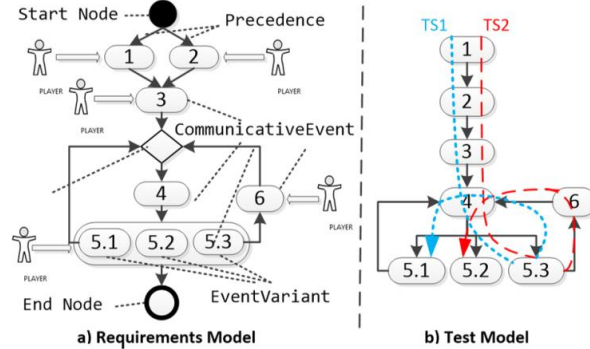 Start Node
Precedence
TS1
TS2
1
2
PLAYER
PLAYER
3
PLAYER
CommunicativeEvent
4
6
PLAYER
5.1
5.2
5.3
PLAYER
End Node
EventVariant
a) Requirements Model
1
2
3
4
6
5.1
5.2
5.3
b) Test Model